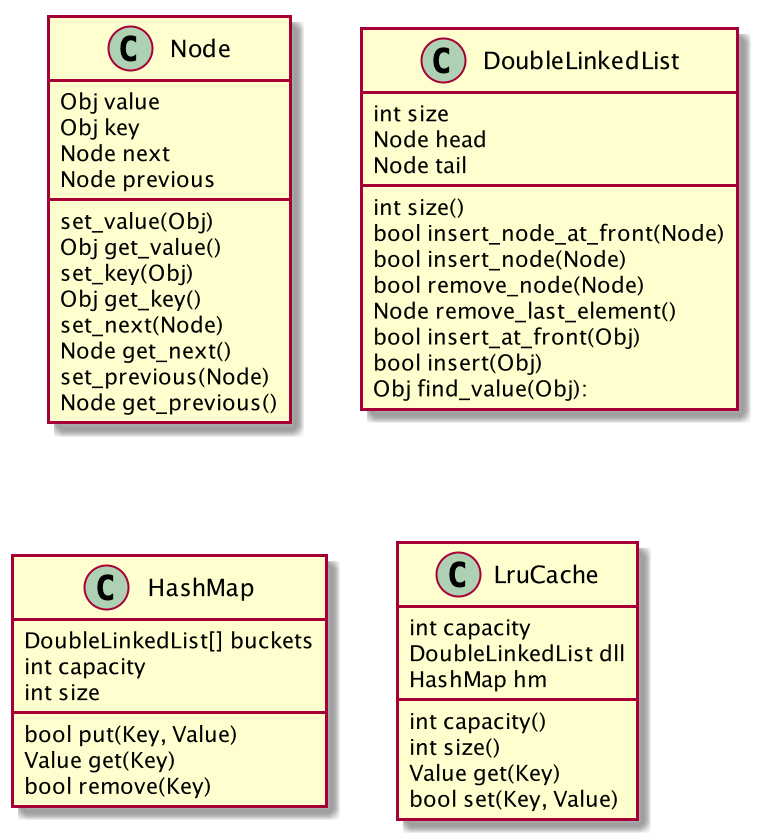 C Node
Obj value
Obj key
Node next
Node previous
set_value(Obj)
Obj get_value()
set_key(Obj)
Obj get_key()
set_next(Node)
Node get_next()
set_previous(Node)
Node get_previous()
C DoubleLinkedList
int size
Node head
Node tail
int size()
bool insert_node_at_front(Node)
bool insert_node(Node)
bool remove_node(Node)
Node remove_last_element()
bool insert_at_front(Obj)
bool insert(Obj)
Obj find_value(Obj):
C HashMap
DoubleLinkedList[] buckets
int capacity
int size
bool put(Key, Value)
Value get(Key)
bool remove(Key)
C LruCache
int capacity
DoubleLinkedList dll
HashMap hm
int capacity()
int size()
Value get(Key)
bool set(Key, Value)